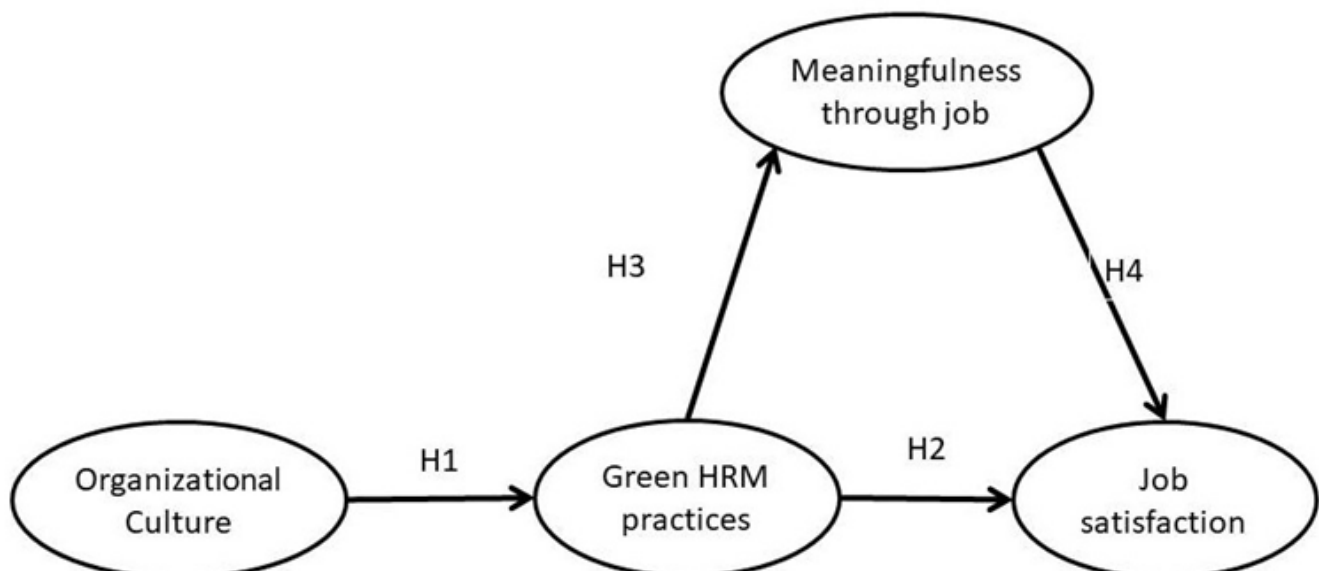 Meaningfulness
through job
H3
H4
H1
H2
Organizational
Culture
Green HRM
practices
Job
satisfaction